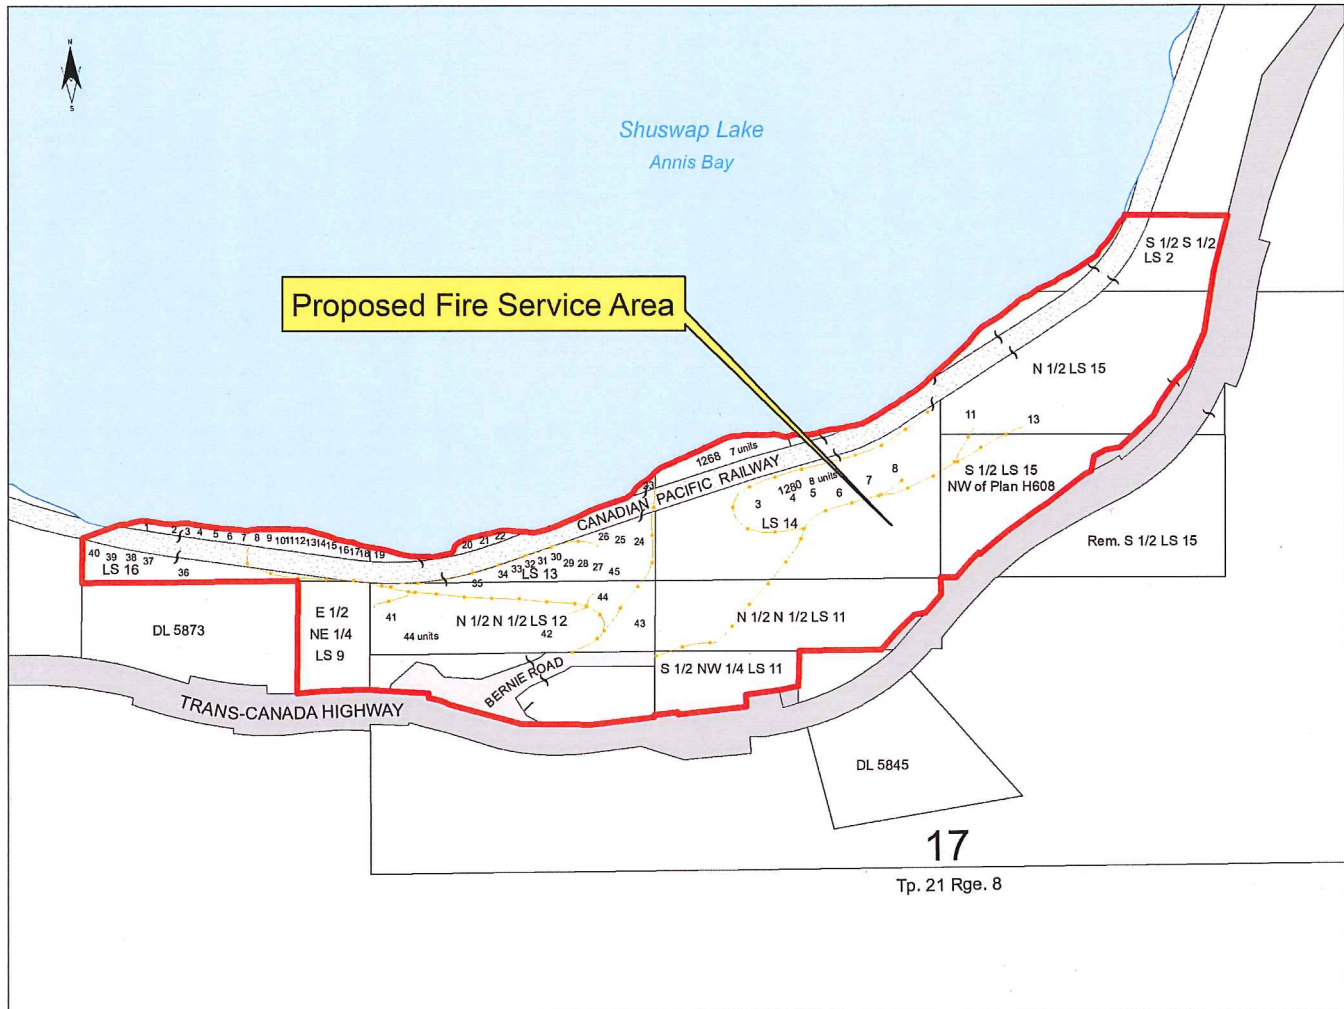 N
S
Shuswap Lake
Annis Bay
S 1/2 S 1/2
LS 2
Proposed Fire Service Area
N 1/2 LS 15
11
13
1268 7 units
CANADIAN PACIFIC RAILWAY
23
1280 8 units
3
4
5
6
7
8
LS 14
S 1/2 LS 15
NW of Plan H608
Rem. S 1/2 LS 15
1
2
3
4
5
6
7
8
9
10
11
12
13
14
15
16
17
18
19
20
21
22
26
25
24
40
39
38
37
36
LS 16
35
34
33
32
31
30
29
28
27
45
LS 13
44
41
44 units
N 1/2 N 1/2 LS 12
42
43
N 1/2 N 1/2 LS 11
DL 5873
E 1/2
NE 1/4
LS 9
BERNIE ROAD
S 1/2 NW 1/4 LS 11
TRANS-CANADA HIGHWAY
DL 5845
17
Tp. 21 Rge. 8